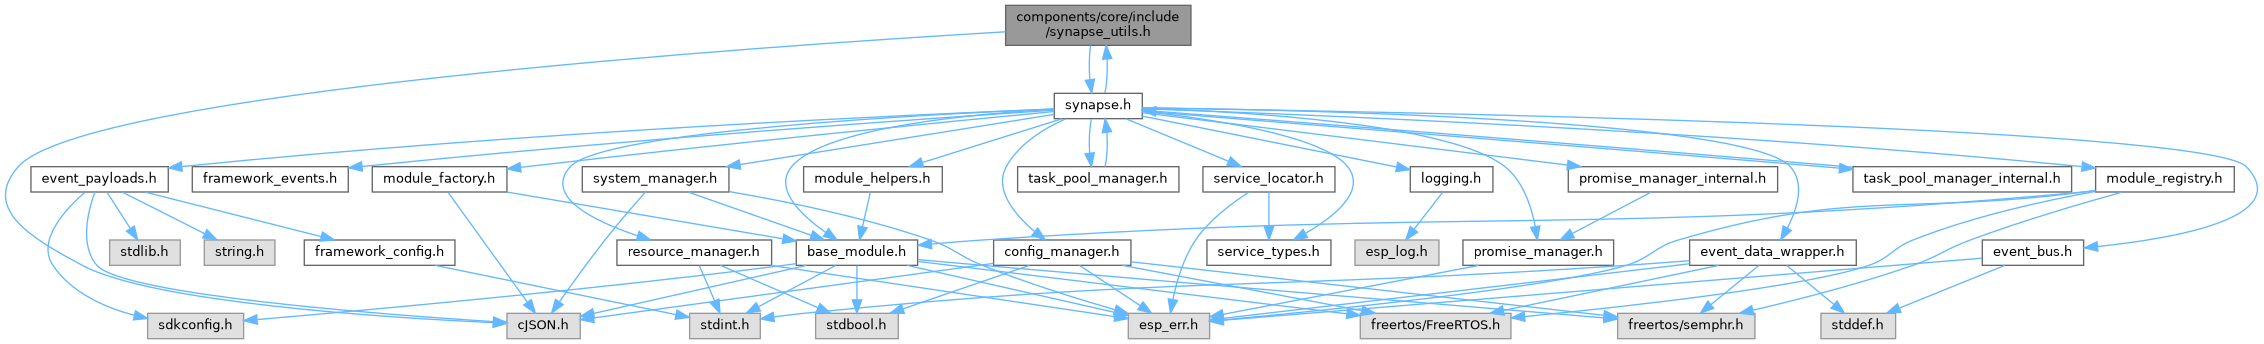 components/core/include
/synapse_utils.h
synapse.h
event_payloads.h
framework_events.h
module_factory.h
system_manager.h
module_helpers.h
task_pool_manager.h
service_locator.h
logging.h
promise_manager_internal.h
task_pool_manager_internal.h
module_registry.h
stdlib.h
string.h
framework_config.h
resource_manager.h
base_module.h
config_manager.h
service_types.h
esp_log.h
promise_manager.h
event_data_wrapper.h
event_bus.h
sdkconfig.h
cJSON.h
stdint.h
stdbool.h
esp_err.h
freertos/FreeRTOS.h
freertos/semphr.h
stddef.h